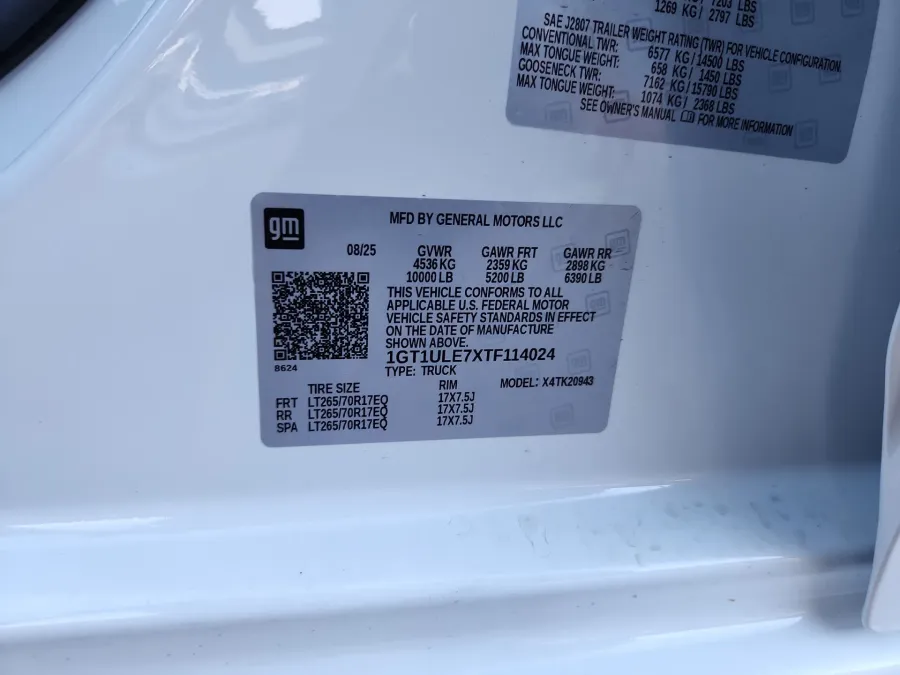 1269 KG / 2797 LBS
SAE J2807 TRAILER WEIGHT RATING (TWR) FOR VEHICLE CONFIGURATION
CONVENTIONAL TWR: 6577 KG / 14500 LBS
MAX TONGUE WEIGHT: 658 KG / 1450 LBS
GOOSENECK TWR: 7162 KG / 15790 LBS
MAX TONGUE WEIGHT: 1074 KG / 2368 LBS
SEE OWNER'S MANUAL FOR MORE INFORMATION
gm
MFD BY GENERAL MOTORS LLC
08/25 GVWR GAWR FRT GAWR RR
4536 KG 2359 KG 2898 KG
10000 LB 5200 LB 6390 LB
THIS VEHICLE CONFORMS TO ALL
APPLICABLE U.S. FEDERAL MOTOR
VEHICLE SAFETY STANDARDS IN EFFECT
ON THE DATE OF MANUFACTURE
SHOWN ABOVE.
1GT1ULE7XTF114024
8624
TYPE: TRUCK
TIRE SIZE RIM MODEL: X4TK20943
FRT LT265/70R17EQ 17X7.5J
RR LT265/70R17EQ 17X7.5J
SPA LT265/70R17EQ 17X7.5J